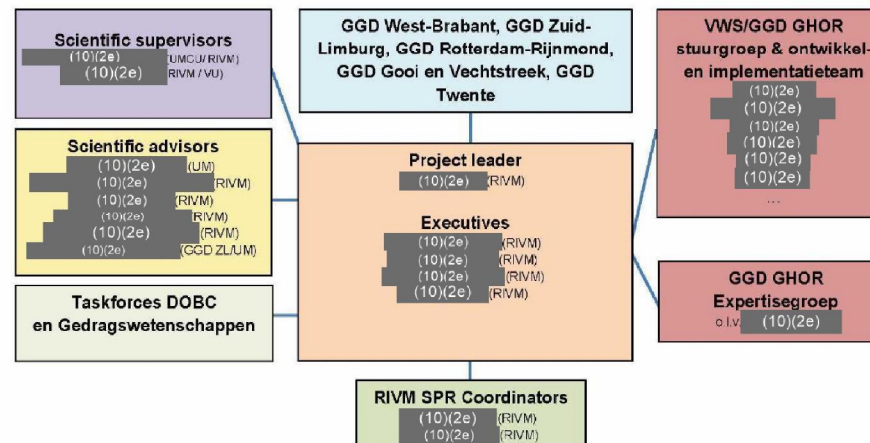 Scientific supervisors
(10)(2e) (UMCU/RIVM)
(10)(2e) (RIVM / VU)
GGD West-Brabant, GGD Zuid-
Limburg, GGD Rotterdam-Rijnmond,
GGD Gooi en Vechtstreek, GGD
Twente
VWS/GGD GHOR
stuurgroep & ontwikkel-
en implementatieteam
(10)(2e)
(10)(2e)
(10)(2e)
(10)(2e)
(10)(2e)
(10)(2e)
...
Scientific advisors
(10)(2e) (UM)
(10)(2e) (RIVM)
(10)(2e) (RIVM)
(10)(2e) (RIVM)
(10)(2e) (RIVM)
(10)(2e) (GGD ZL/UM)
Project leader
(10)(2e) (RIVM)
Executives
(10)(2e) (RIVM)
(10)(2e) (RIVM)
(10)(2e) (RIVM)
(10)(2e) (RIVM)
Taskforces DOBC
en Gedragswetenschappen
GGD GHOR
Expertisegroep
o.l.v. (10)(2e)
RIVM SPR Coordinators
(10)(2e) (RIVM)
(10)(2e) (RIVM)